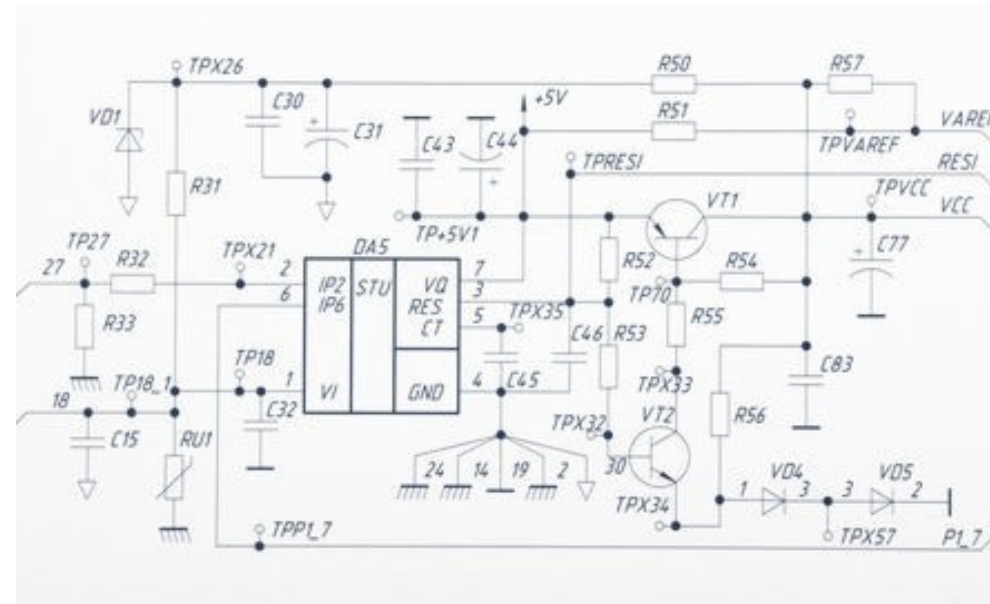 TPX26
R50
R57
C30
VD1
C31
+5V
R51
C43
C44
TPVAREF
VARE
TPRESI
RESI
R31
VT1
TPVCC
VCC
TP+5V1
DA5
C77
TP27
R32
TPX21
27
2
IP2
STU
VQ
7
R52
R54
6
IP6
RES
3
TP70
R33
CT
5
TPX35
C46
R53
R55
TP18_1
TP18
18
1
VI
GND
4
C45
TPX33
C83
C32
TPX32
VT2
R56
C15
RU1
24
14
19
2
30
VD4
VD5
1
3
3
2
TPX34
TPP1_7
TPX57
P1_7